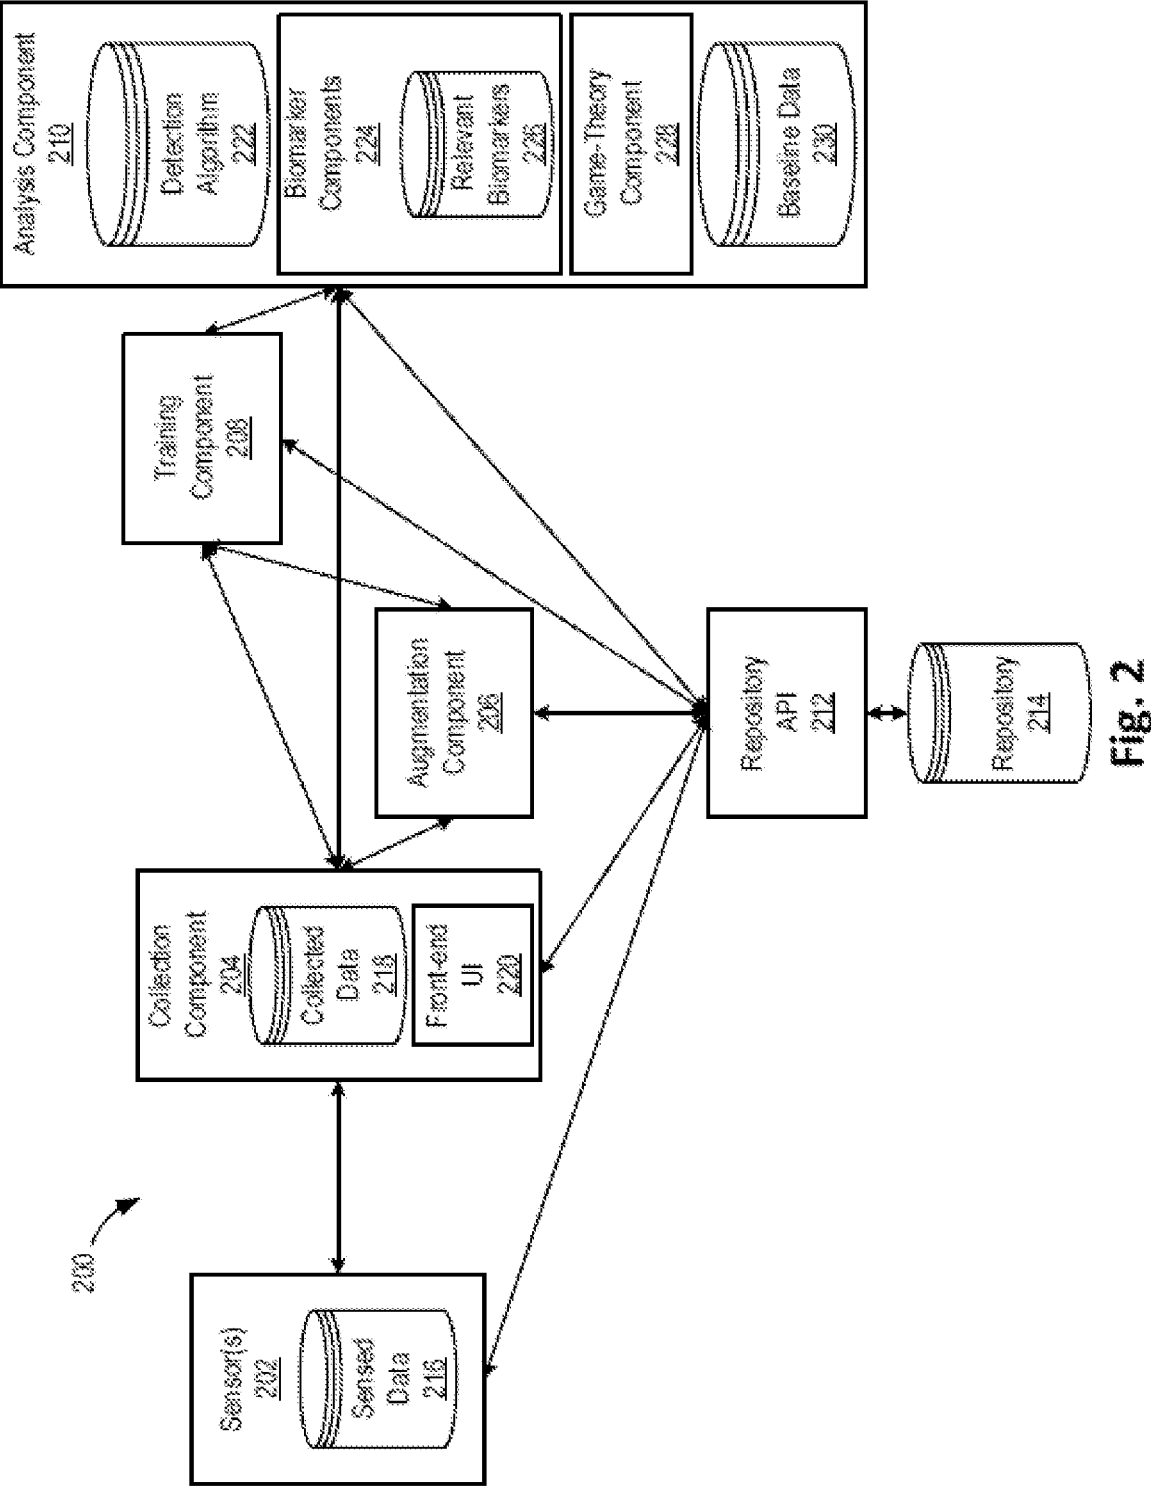 200
Sensor(s)
202
Sensed
Data
216
Collection
Component
204
Collected
Data
218
Front-end
UI
220
Augmentation
Component
206
Training
Component
208
Analysis Component
210
Detection
Algorithm
222
Biomarker
Components
224
Relevant
Biomarkers
226
Game-Theory
Component
228
Baseline Data
230
Repository
API
212
Repository
214
Fig. 2